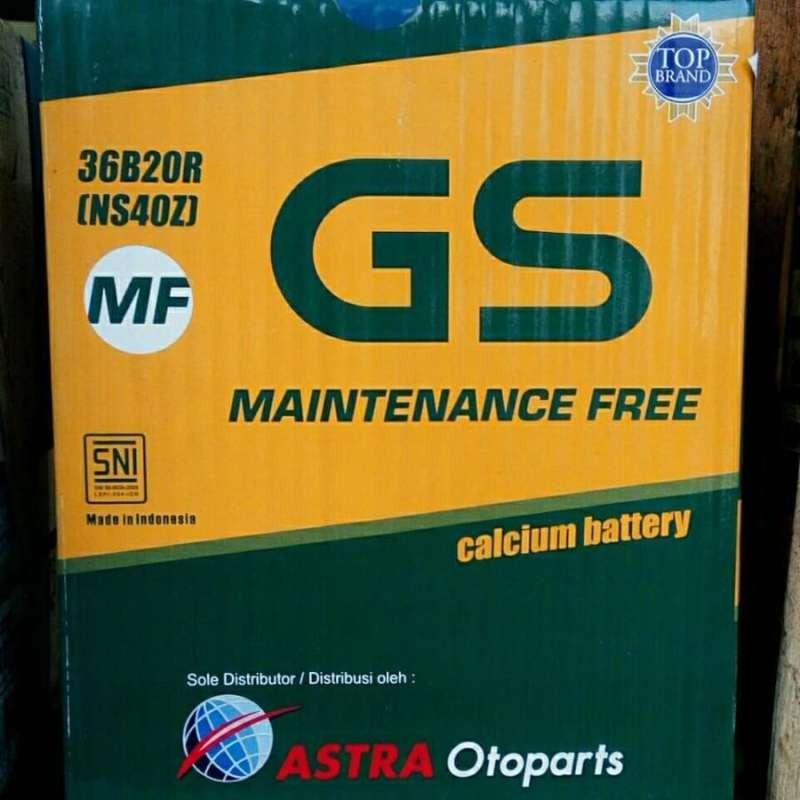 TOP
BRAND
36B20R
(NS40Z)
GS
MF
MAINTENANCE FREE
SNI
Made in Indonesia
calcium battery
Sole Distributor / Distribusi oleh :
ASTRA Otoparts